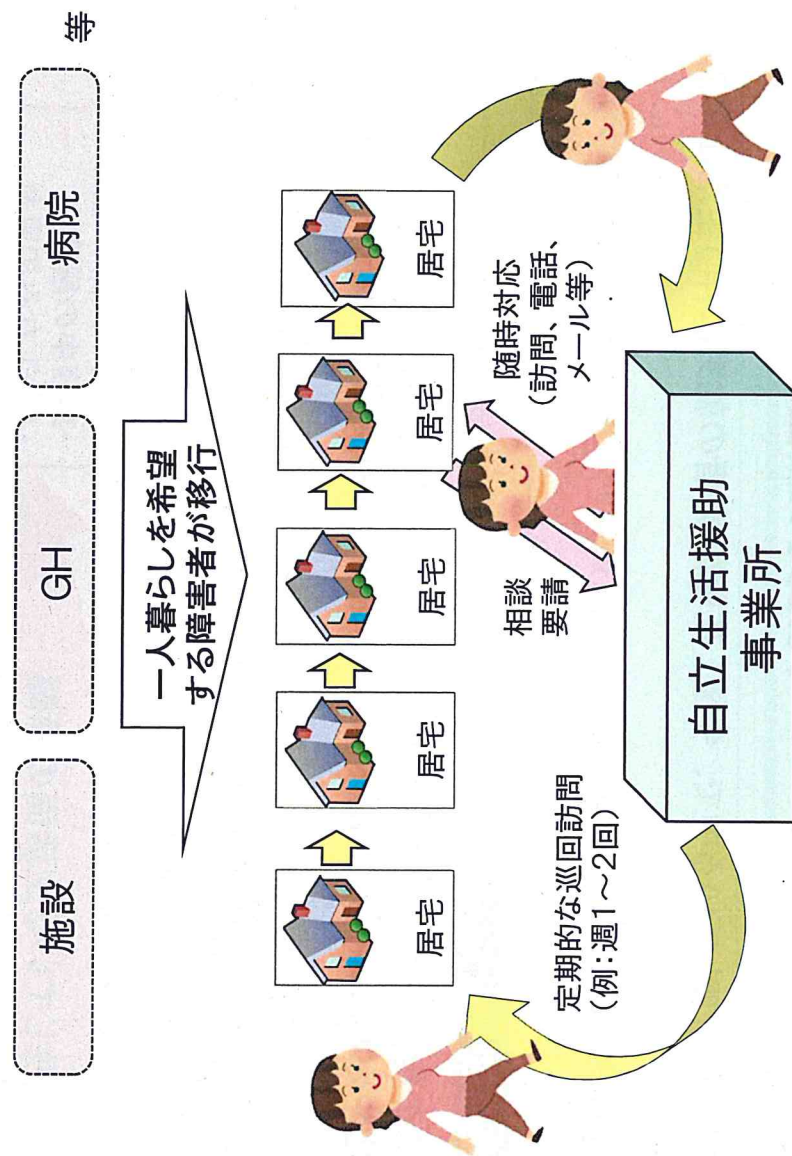 施設
GH
病院
等
一人暮らしを希望
する障害者が移行
居宅
居宅
居宅
居宅
居宅
定期的な巡回訪問
(例:週1~2回)
相談
要請
随時対応
(訪問、電話、
メール等)
自立生活援助
事業所